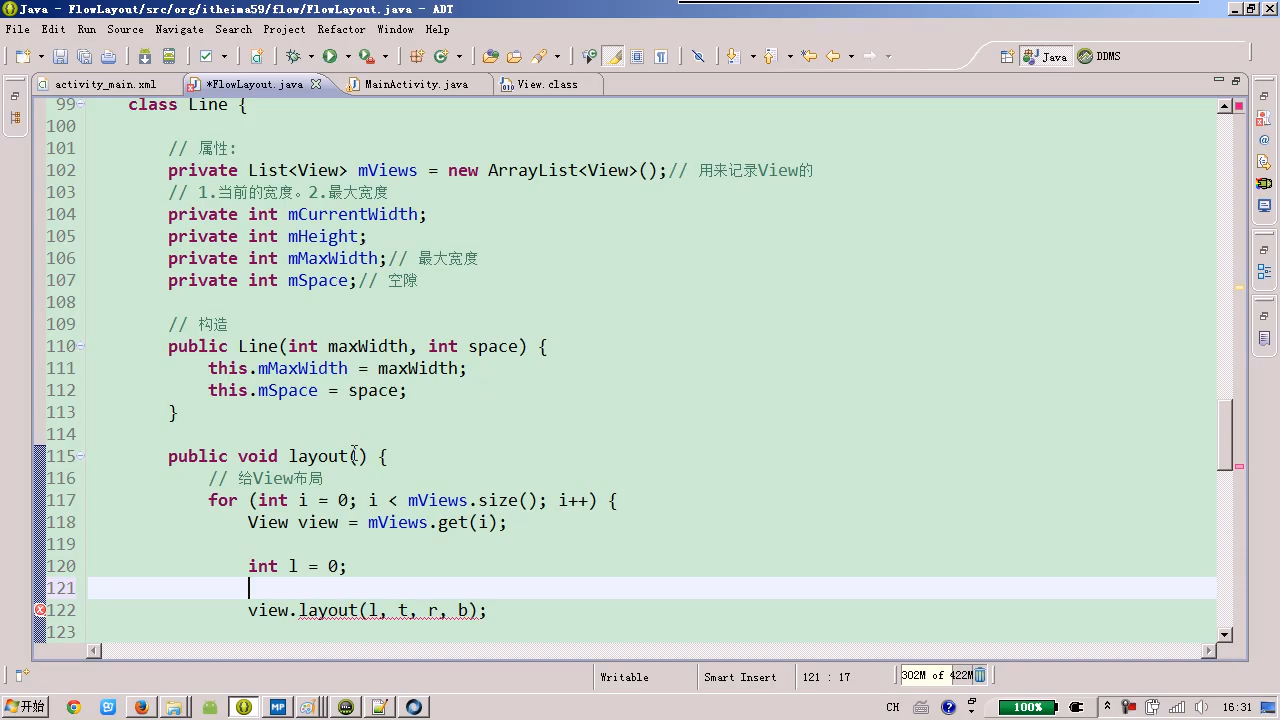 Java - FlowLayout/src/org/itheima59/flow/FlowLayout.java - ADT
File Edit Run Source Navigate Search Project Refactor Window Help
Java DDMS
activity_main.xml *FlowLayout.java MainActivity.java View.class
99 class Line {
100
101 // 属性:
102 private List<View> mViews = new ArrayList<View>();// 用来记录View的
103 // 1.当前的宽度。2.最大宽度
104 private int mCurrentWidth;
105 private int mHeight;
106 private int mMaxWidth;// 最大宽度
107 private int mSpace;// 空隙
108
109 // 构造
110 public Line(int maxWidth, int space) {
111 this.mMaxWidth = maxWidth;
112 this.mSpace = space;
113 }
114
115 public void layout() {
116 // 给View布局
117 for (int i = 0; i < mViews.size(); i++) {
118 View view = mViews.get(i);
119
120 int l = 0;
121
122 view.layout(l, t, r, b);
123
Writable Smart Insert 121 : 17 302M of 422M
开始 MP CH 100% 16:31